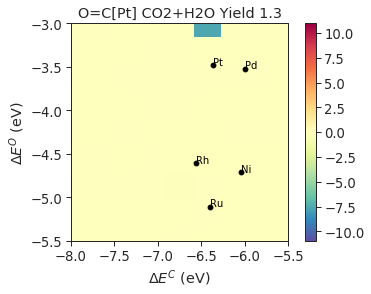 O=C[Pt] CO2+H2O Yield 1.3
−3.0
−3.5
−4.0
−4.5
−5.0
−5.5
ΔE^O (eV)
Pt
Pd
Rh
Ni
Ru
−8.0 −7.5 −7.0 −6.5 −6.0 −5.5
ΔE^C (eV)
10.0
7.5
5.0
2.5
0.0
−2.5
−5.0
−7.5
−10.0